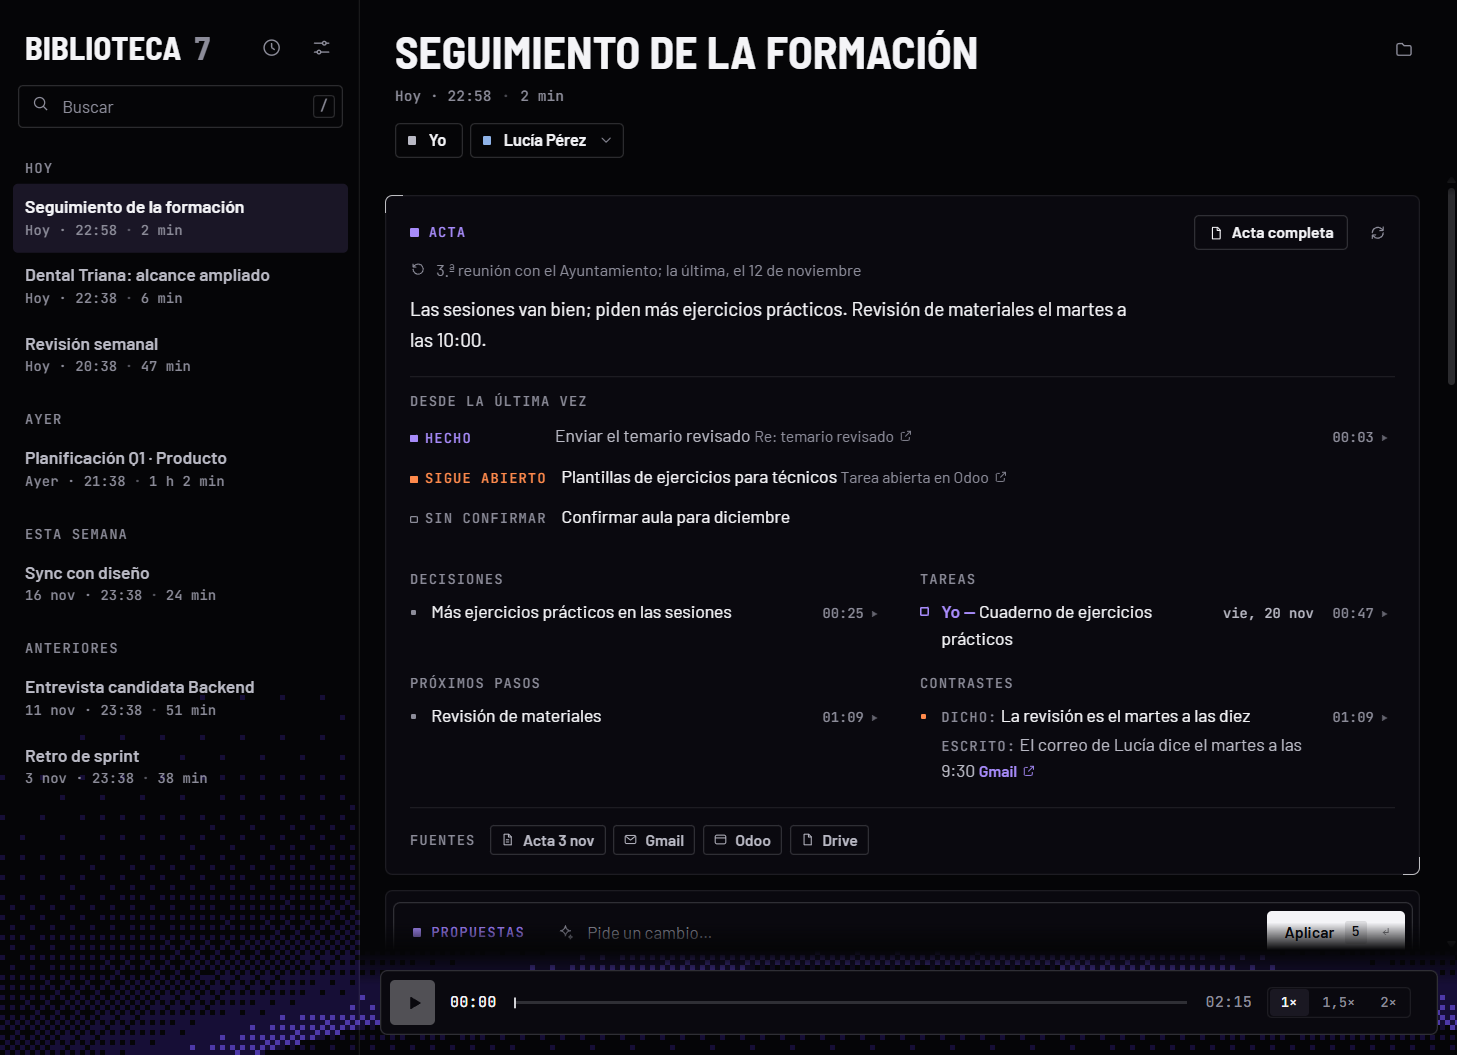 BIBLIOTECA 7
Buscar /
HOY
Seguimiento de la formación
Hoy · 22:58 · 2 min
Dental Triana: alcance ampliado
Hoy · 22:38 · 6 min
Revisión semanal
Hoy · 20:38 · 47 min
AYER
Planificación Q1 · Producto
Ayer · 21:38 · 1 h 2 min
ESTA SEMANA
Sync con diseño
16 nov · 23:38 · 24 min
ANTERIORES
Entrevista candidata Backend
11 nov · 23:38 · 51 min
Retro de sprint
3 nov · 23:38 · 38 min
SEGUIMIENTO DE LA FORMACIÓN
Hoy · 22:58 · 2 min
Yo Lucía Pérez
ACTA Acta completa
3.ª reunión con el Ayuntamiento; la última, el 12 de noviembre
Las sesiones van bien; piden más ejercicios prácticos. Revisión de materiales el martes a
las 10:00.
DESDE LA ÚLTIMA VEZ
HECHO Enviar el temario revisado Re: temario revisado 00:03
SIGUE ABIERTO Plantillas de ejercicios para técnicos Tarea abierta en Odoo
SIN CONFIRMAR Confirmar aula para diciembre
DECISIONES
Más ejercicios prácticos en las sesiones 00:25
TAREAS
Yo — Cuaderno de ejercicios vie, 20 nov 00:47
prácticos
PRÓXIMOS PASOS
Revisión de materiales 01:09
CONTRASTES
DICHO: La revisión es el martes a las diez 01:09
ESCRITO: El correo de Lucía dice el martes a las
9:30 Gmail
FUENTES Acta 3 nov Gmail Odoo Drive
PROPUESTAS Pide un cambio... Aplicar 5
00:00 02:15 1× 1,5× 2×